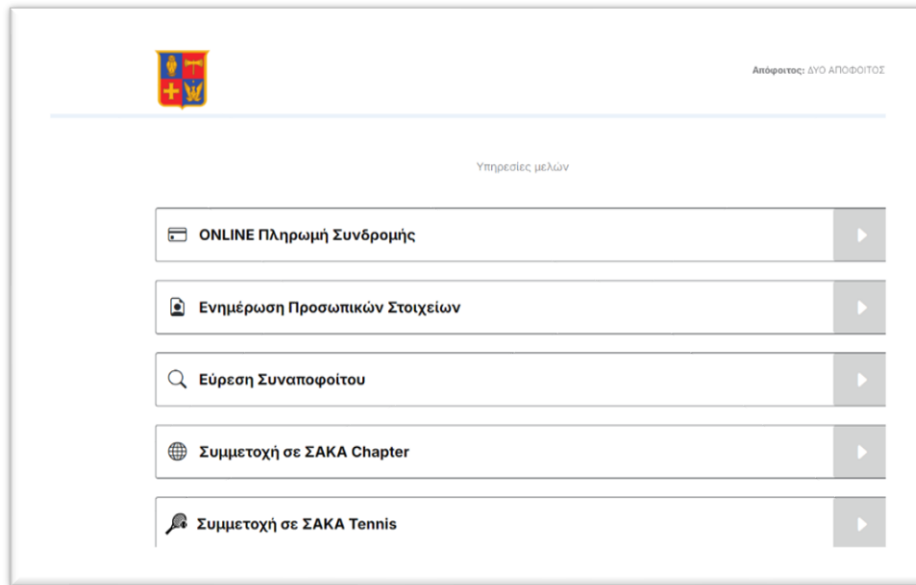 Απόφοιτος: ΔΥΟ ΑΠΟΦΟΙΤΟΣ
Υπηρεσίες μελών
ONLINE Πληρωμή Συνδρομής
Ενημέρωση Προσωπικών Στοιχείων
Εύρεση Συναποφοίτου
Συμμετοχή σε ΣΑΚΑ Chapter
Συμμετοχή σε ΣΑΚΑ Tennis